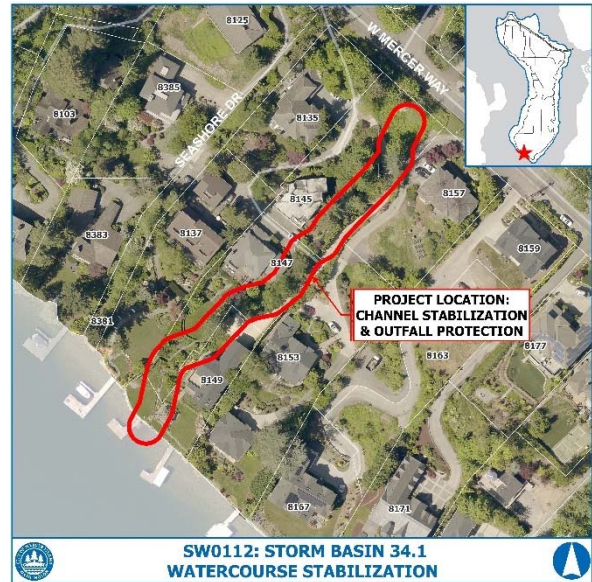 8125
W MERCER WAY
8385
8103
SEASHORE DR
8135
8157
8145
8137
8383
8159
8147
PROJECT LOCATION:
CHANNEL STABILIZATION
& OUTFALL PROTECTION
8381
8163
8177
8153
8149
8167
8171
SW0112: STORM BASIN 34.1
WATERCOURSE STABILIZATION